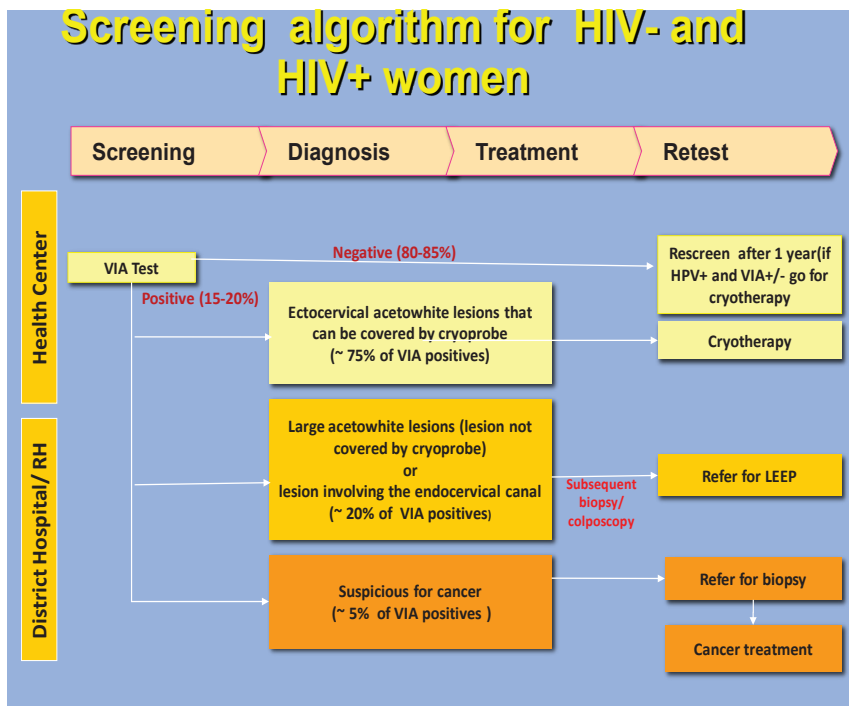 Screening algorithm for HIV- and
HIV+ women
Screening
Diagnosis
Treatment
Retest
Health Center
VIA Test
Negative (80-85%)
Positive (15-20%)
Rescreen after 1 year(if
HPV+ and VIA+/- go for
cryotherapy
Ectocervical acetowhite lesions that
can be covered by cryoprobe
(~ 75% of VIA positives)
Cryotherapy
District Hospital/ RH
Large acetowhite lesions (lesion not
covered by cryoprobe)
or
lesion involving the endocervical canal
(~ 20% of VIA positives)
Subsequent
biopsy/
colposcopy
Refer for LEEP
Suspicious for cancer
(~ 5% of VIA positives )
Refer for biopsy
Cancer treatment